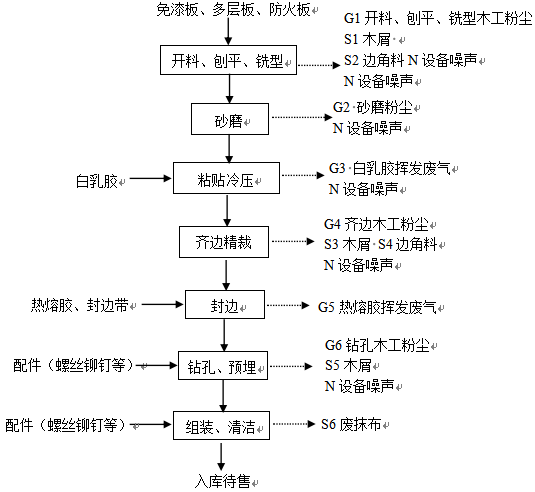 免漆板、多层板、防火板
G1 开料、刨平、铣型木工粉尘
S1 木屑
开料、刨平、铣型
S2 边角料 N 设备噪声
N 设备噪声
砂磨
G2 砂磨粉尘
N 设备噪声
白乳胶
粘贴冷压
G3 白乳胶挥发废气
N 设备噪声
齐边精裁
G4 齐边木工粉尘
S3 木屑 S4 边角料
N 设备噪声
热熔胶、封边带
封边
G5 热熔胶挥发废气
配件（螺丝铆钉等）
钻孔、预埋
G6 钻孔木工粉尘
S5 木屑
N 设备噪声
配件（螺丝铆钉等）
组装、清洁
S6 废抹布
入库待售